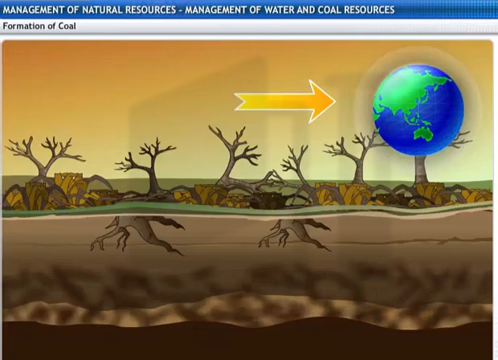 MANAGEMENT OF NATURAL RESOURCES - MANAGEMENT OF WATER AND COAL RESOURCES
Formation of Coal